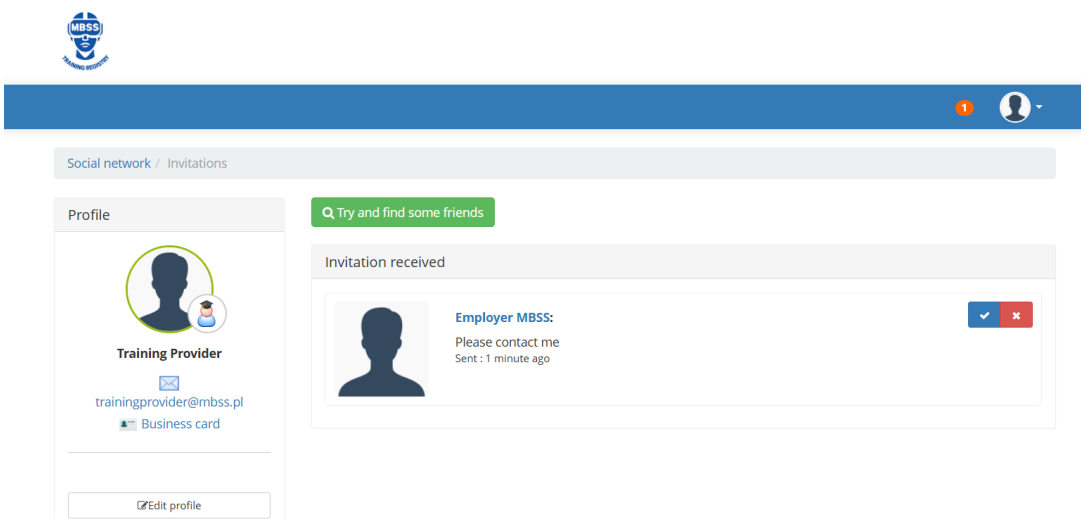 MBSS
TRAINING REGISTRY
1
Social network / Invitations
Profile
Training Provider
trainingprovider@mbss.pl
Business card
Edit profile
Try and find some friends
Invitation received
Employer MBSS:
Please contact me
Sent : 1 minute ago